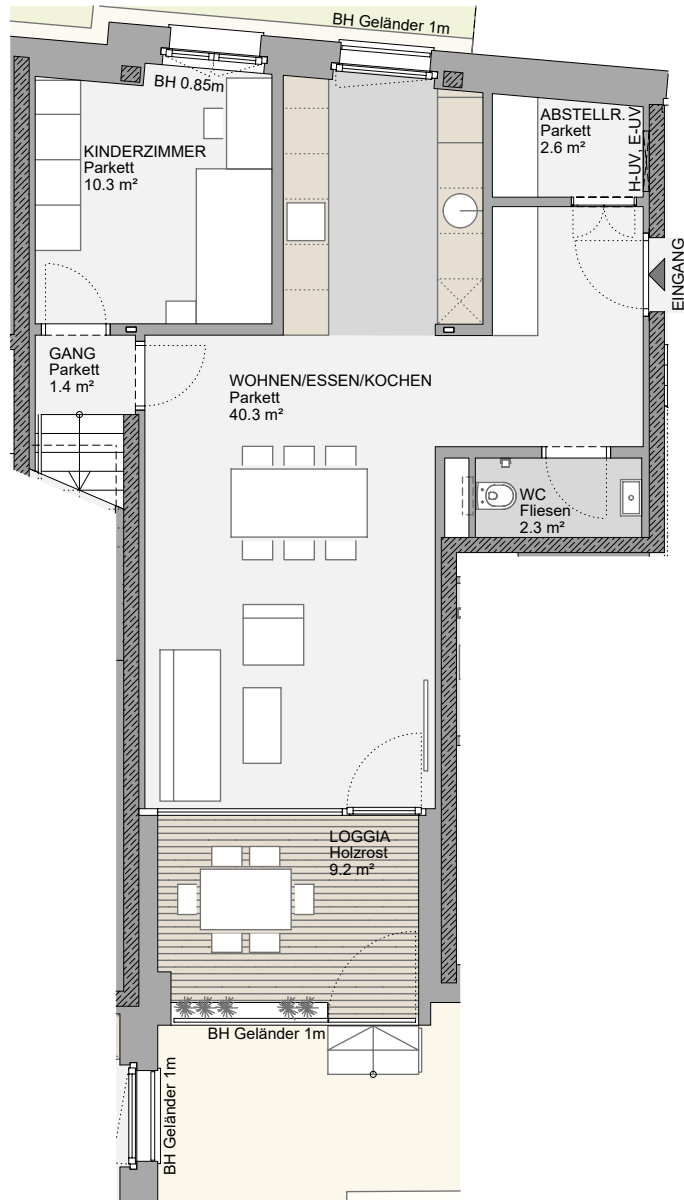 BH Geländer 1m
BH 0.85m
ABSTELLR.
Parkett
2.6 m²
H-UV, E-UV
KINDERZIMMER
Parkett
10.3 m²
EINGANG
GANG
Parkett
1.4 m²
WOHNEN/ESSEN/KOCHEN
Parkett
40.3 m²
WC
Fliesen
2.3 m²
LOGGIA
Holzrost
9.2 m²
BH Geländer 1m
BH Geländer 1m